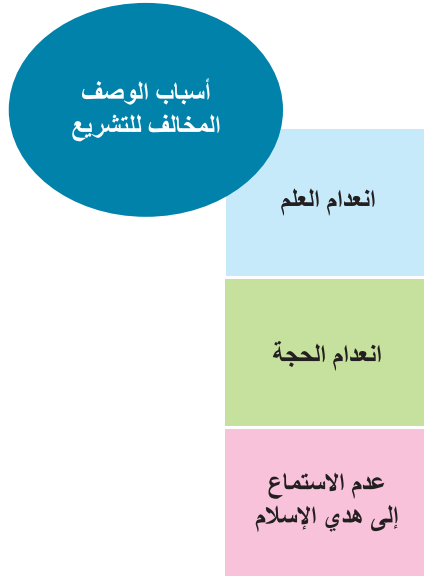 أسباب الوصف
المخالف للتشريع
انعدام العلم
انعدام الحجة
عدم الاستماع
إلى هدي الإسلام